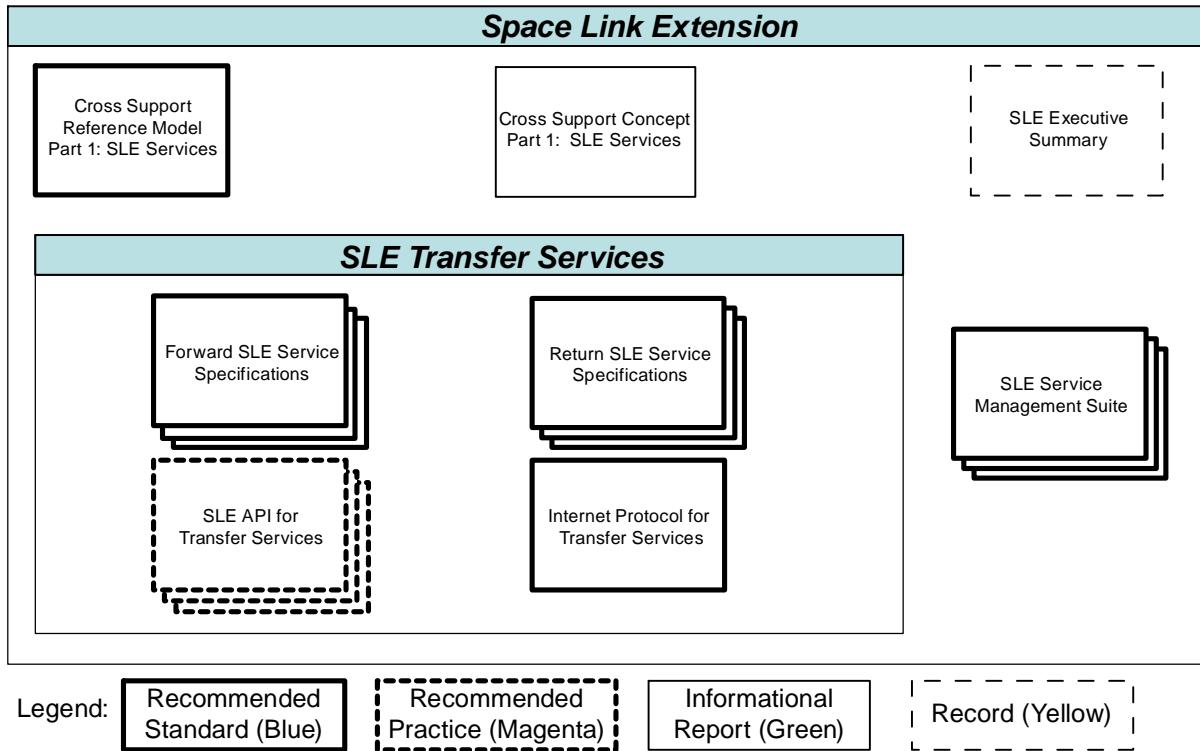 Space Link Extension
Cross Support
Reference Model
Part 1: SLE Services
Cross Support Concept
Part 1: SLE Services
SLE Executive
Summary
SLE Transfer Services
Forward SLE Service
Specifications
Return SLE Service
Specifications
SLE Service
Management Suite
SLE API for
Transfer Services
Internet Protocol for
Transfer Services
Legend:
Recommended
Standard (Blue)
Recommended
Practice (Magenta)
Informational
Report (Green)
Record (Yellow)